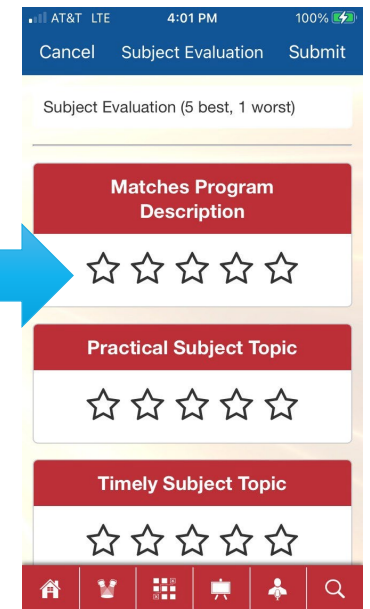 AT&T LTE 4:01 PM 100%
Cancel Subject Evaluation Submit
Subject Evaluation (5 best, 1 worst)
Matches Program
Description
Practical Subject Topic
Timely Subject Topic